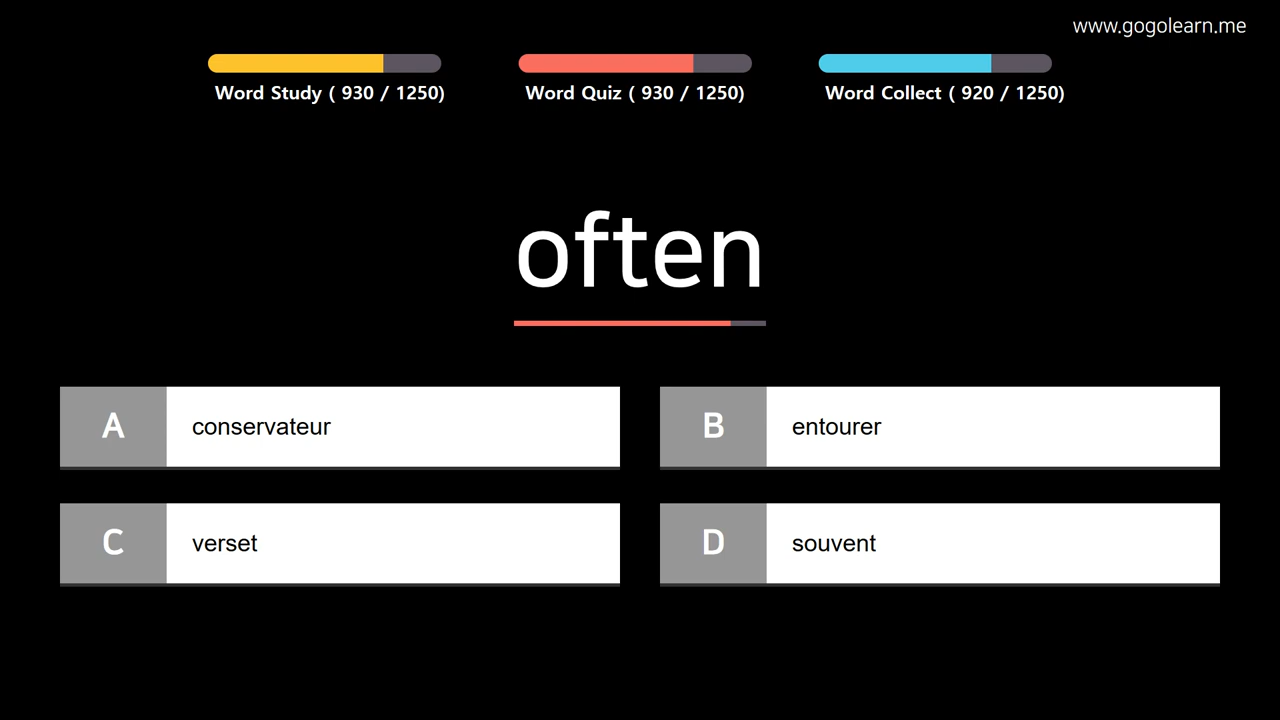 www.gogolearn.me
Word Study ( 930 / 1250)
Word Quiz ( 930 / 1250)
Word Collect ( 920 / 1250)
often
A
conservateur
B
entourer
C
verset
D
souvent